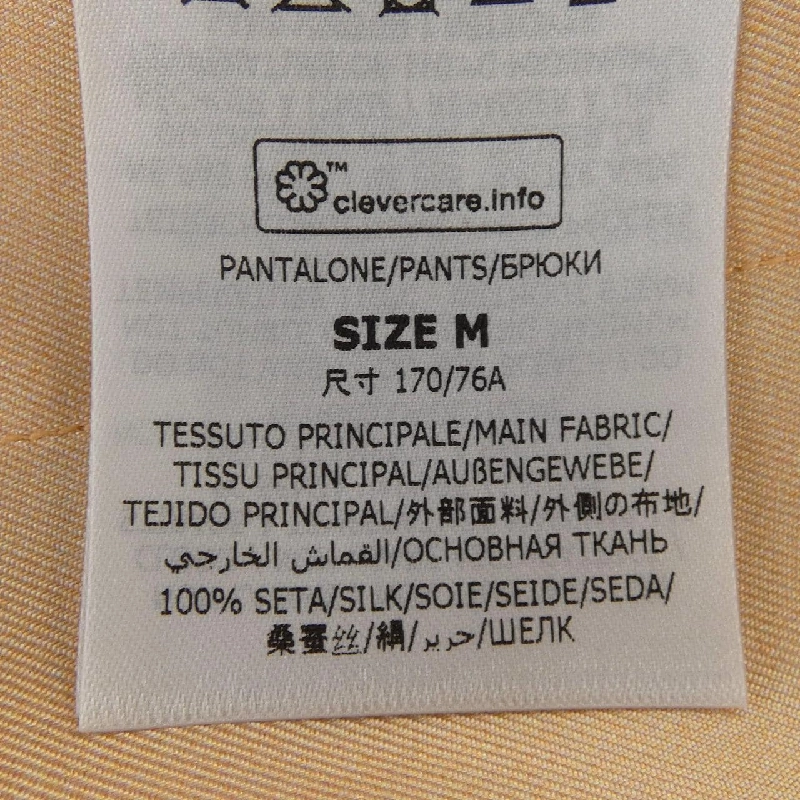 ™
clevercare.info
PANTALONE/PANTS/БРЮКИ
SIZE M
尺寸 170/76A
TESSUTO PRINCIPALE/MAIN FABRIC/
TISSU PRINCIPAL/AUßENGEWEBE/
TEJIDO PRINCIPAL/外部面料/外側の布地/
القماش الخارجي/ОСНОВНАЯ ТКАНЬ
100% SETA/SILK/SOIE/SEIDE/SEDA/
桑蚕丝/絹/حرير/ШЕЛК